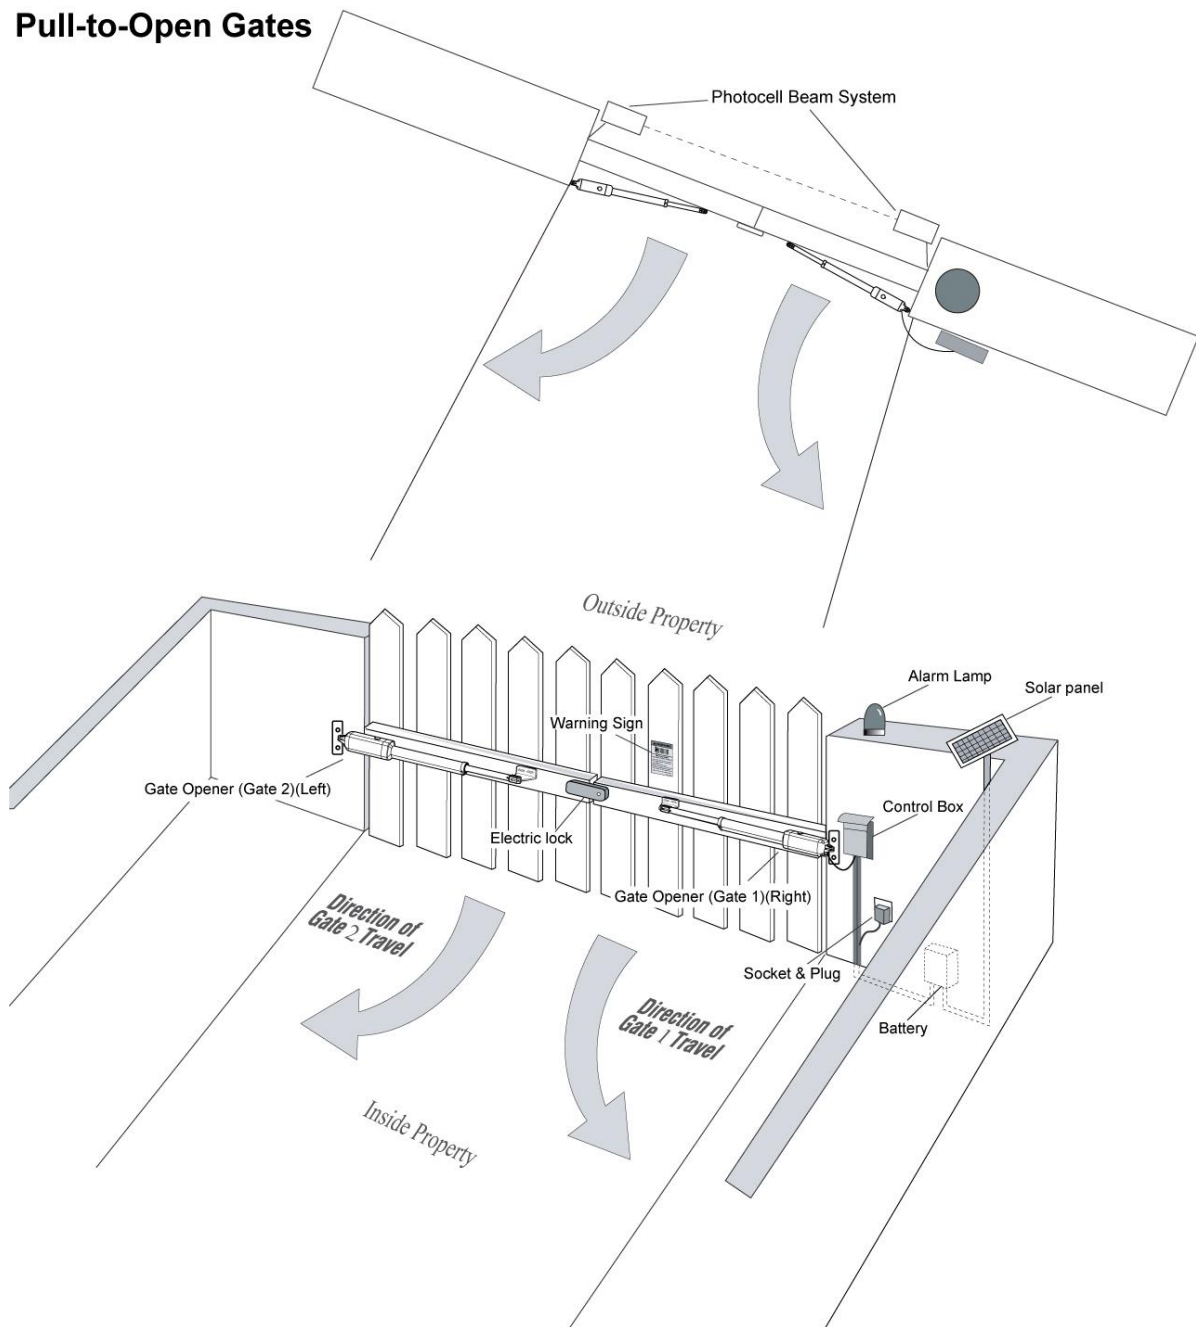 Pull-to-Open Gates
Photocell Beam System
Outside Property
Alarm Lamp
Solar panel
Warning Sign
Gate Opener (Gate 2)(Left)
Control Box
Electric lock
Gate Opener (Gate 1)(Right)
Direction of
Gate 2 Travel
Socket & Plug
Direction of
Gate 1 Travel
Battery
Inside Property